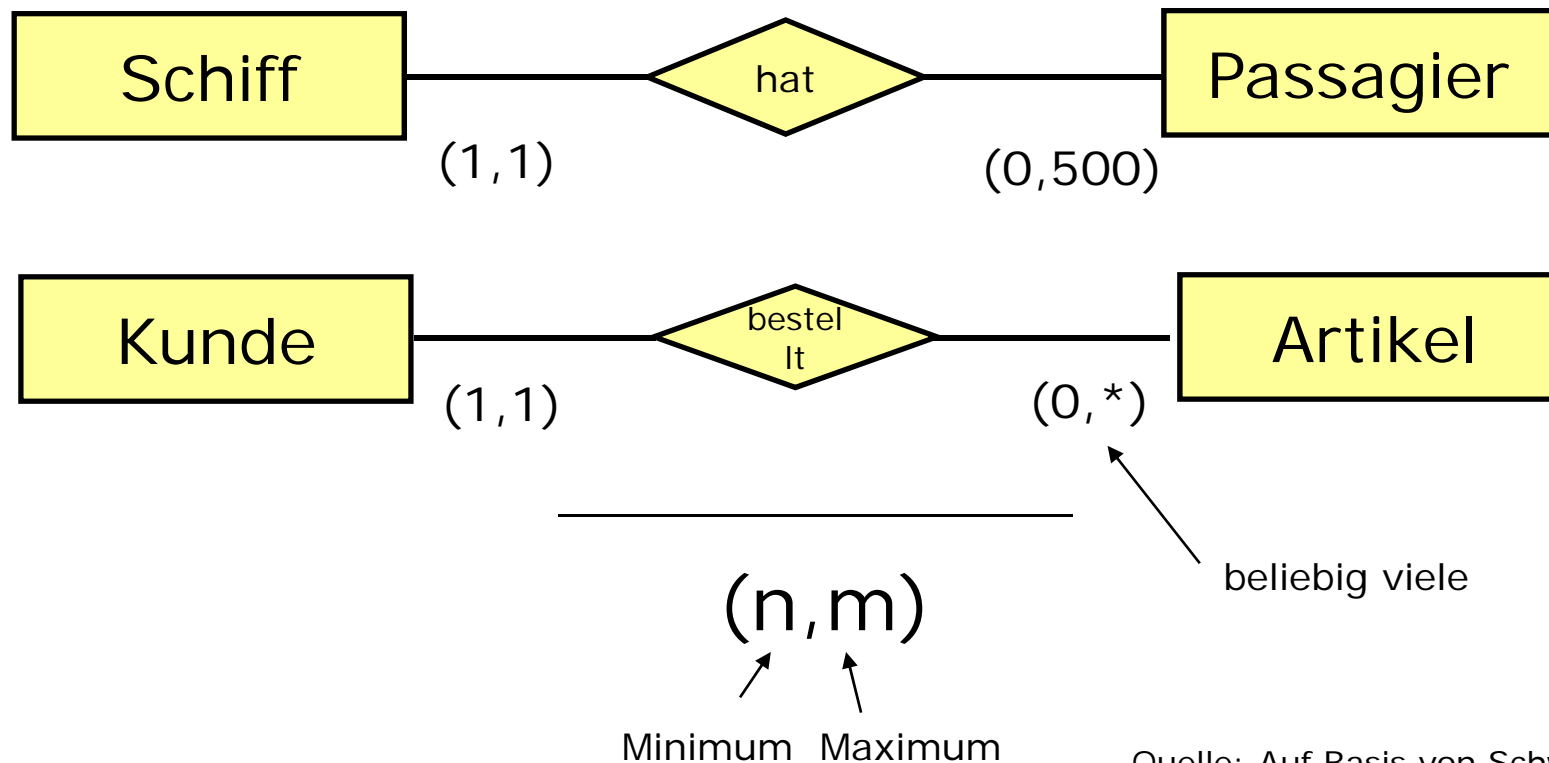 Schiff
hat
Passagier
(1,1)
(0,500)
Kunde
bestel
lt
Artikel
(1,1)
(0,*)
beliebig viele
(n,m)
Minimum Maximum
Quelle: Auf Basis von